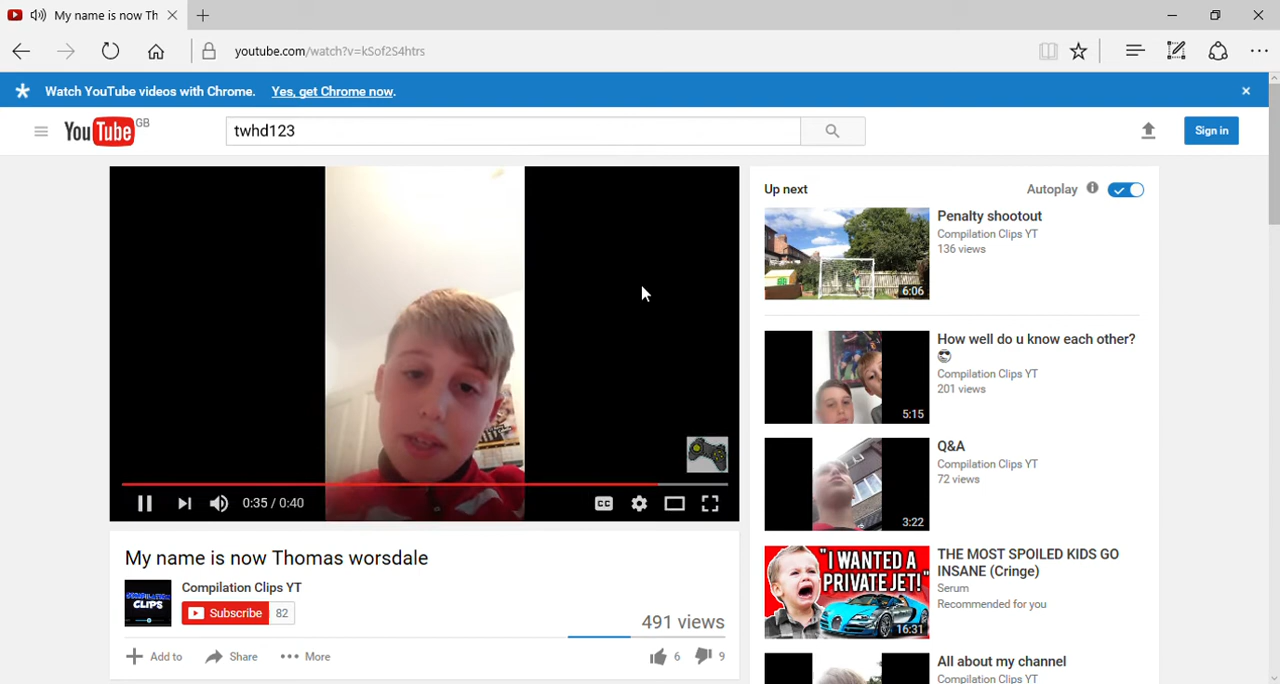 My name is now Th
youtube.com/watch?v=kSof2S4htrs
Watch YouTube videos with Chrome. Yes, get Chrome now.
YouTube GB
twhd123
Sign in
Up next
Autoplay
Penalty shootout
Compilation Clips YT
136 views
6:06
How well do u know each other?
😎
Compilation Clips YT
201 views
5:15
Q&A
Compilation Clips YT
72 views
3:22
THE MOST SPOILED KIDS GO
INSANE (Cringe)
Serum
Recommended for you
"I WANTED A
PRIVATE JET!"
16:31
All about my channel
Compilation Clips YT
0:35 / 0:40
CC
My name is now Thomas worsdale
COMPILATION
CLIPS
Compilation Clips YT
Subscribe 82
491 views
Add to
Share
More
6
9